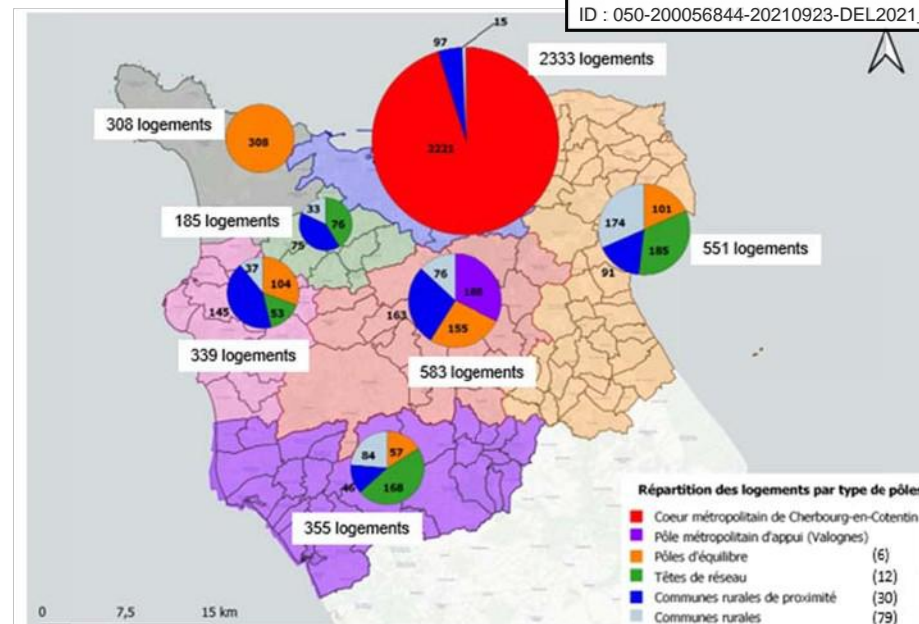 ID : 050-200056844-20210923-DEL2021_
15
97
2333 logements
2221
308 logements
308
185 logements
33
76
75
174
101
185
91
551 logements
37
104
145
53
339 logements
76
188
163
155
583 logements
84
57
46
168
355 logements
Répartition des logements par type de pôles
Coeur métropolitain de Cherbourg-en-Cotentin
Pôle métropolitain d'appui (Valognes)
Pôles d'équilibre (6)
Têtes de réseau (12)
Communes rurales de proximité (30)
Communes rurales (79)
0 7,5 15 km